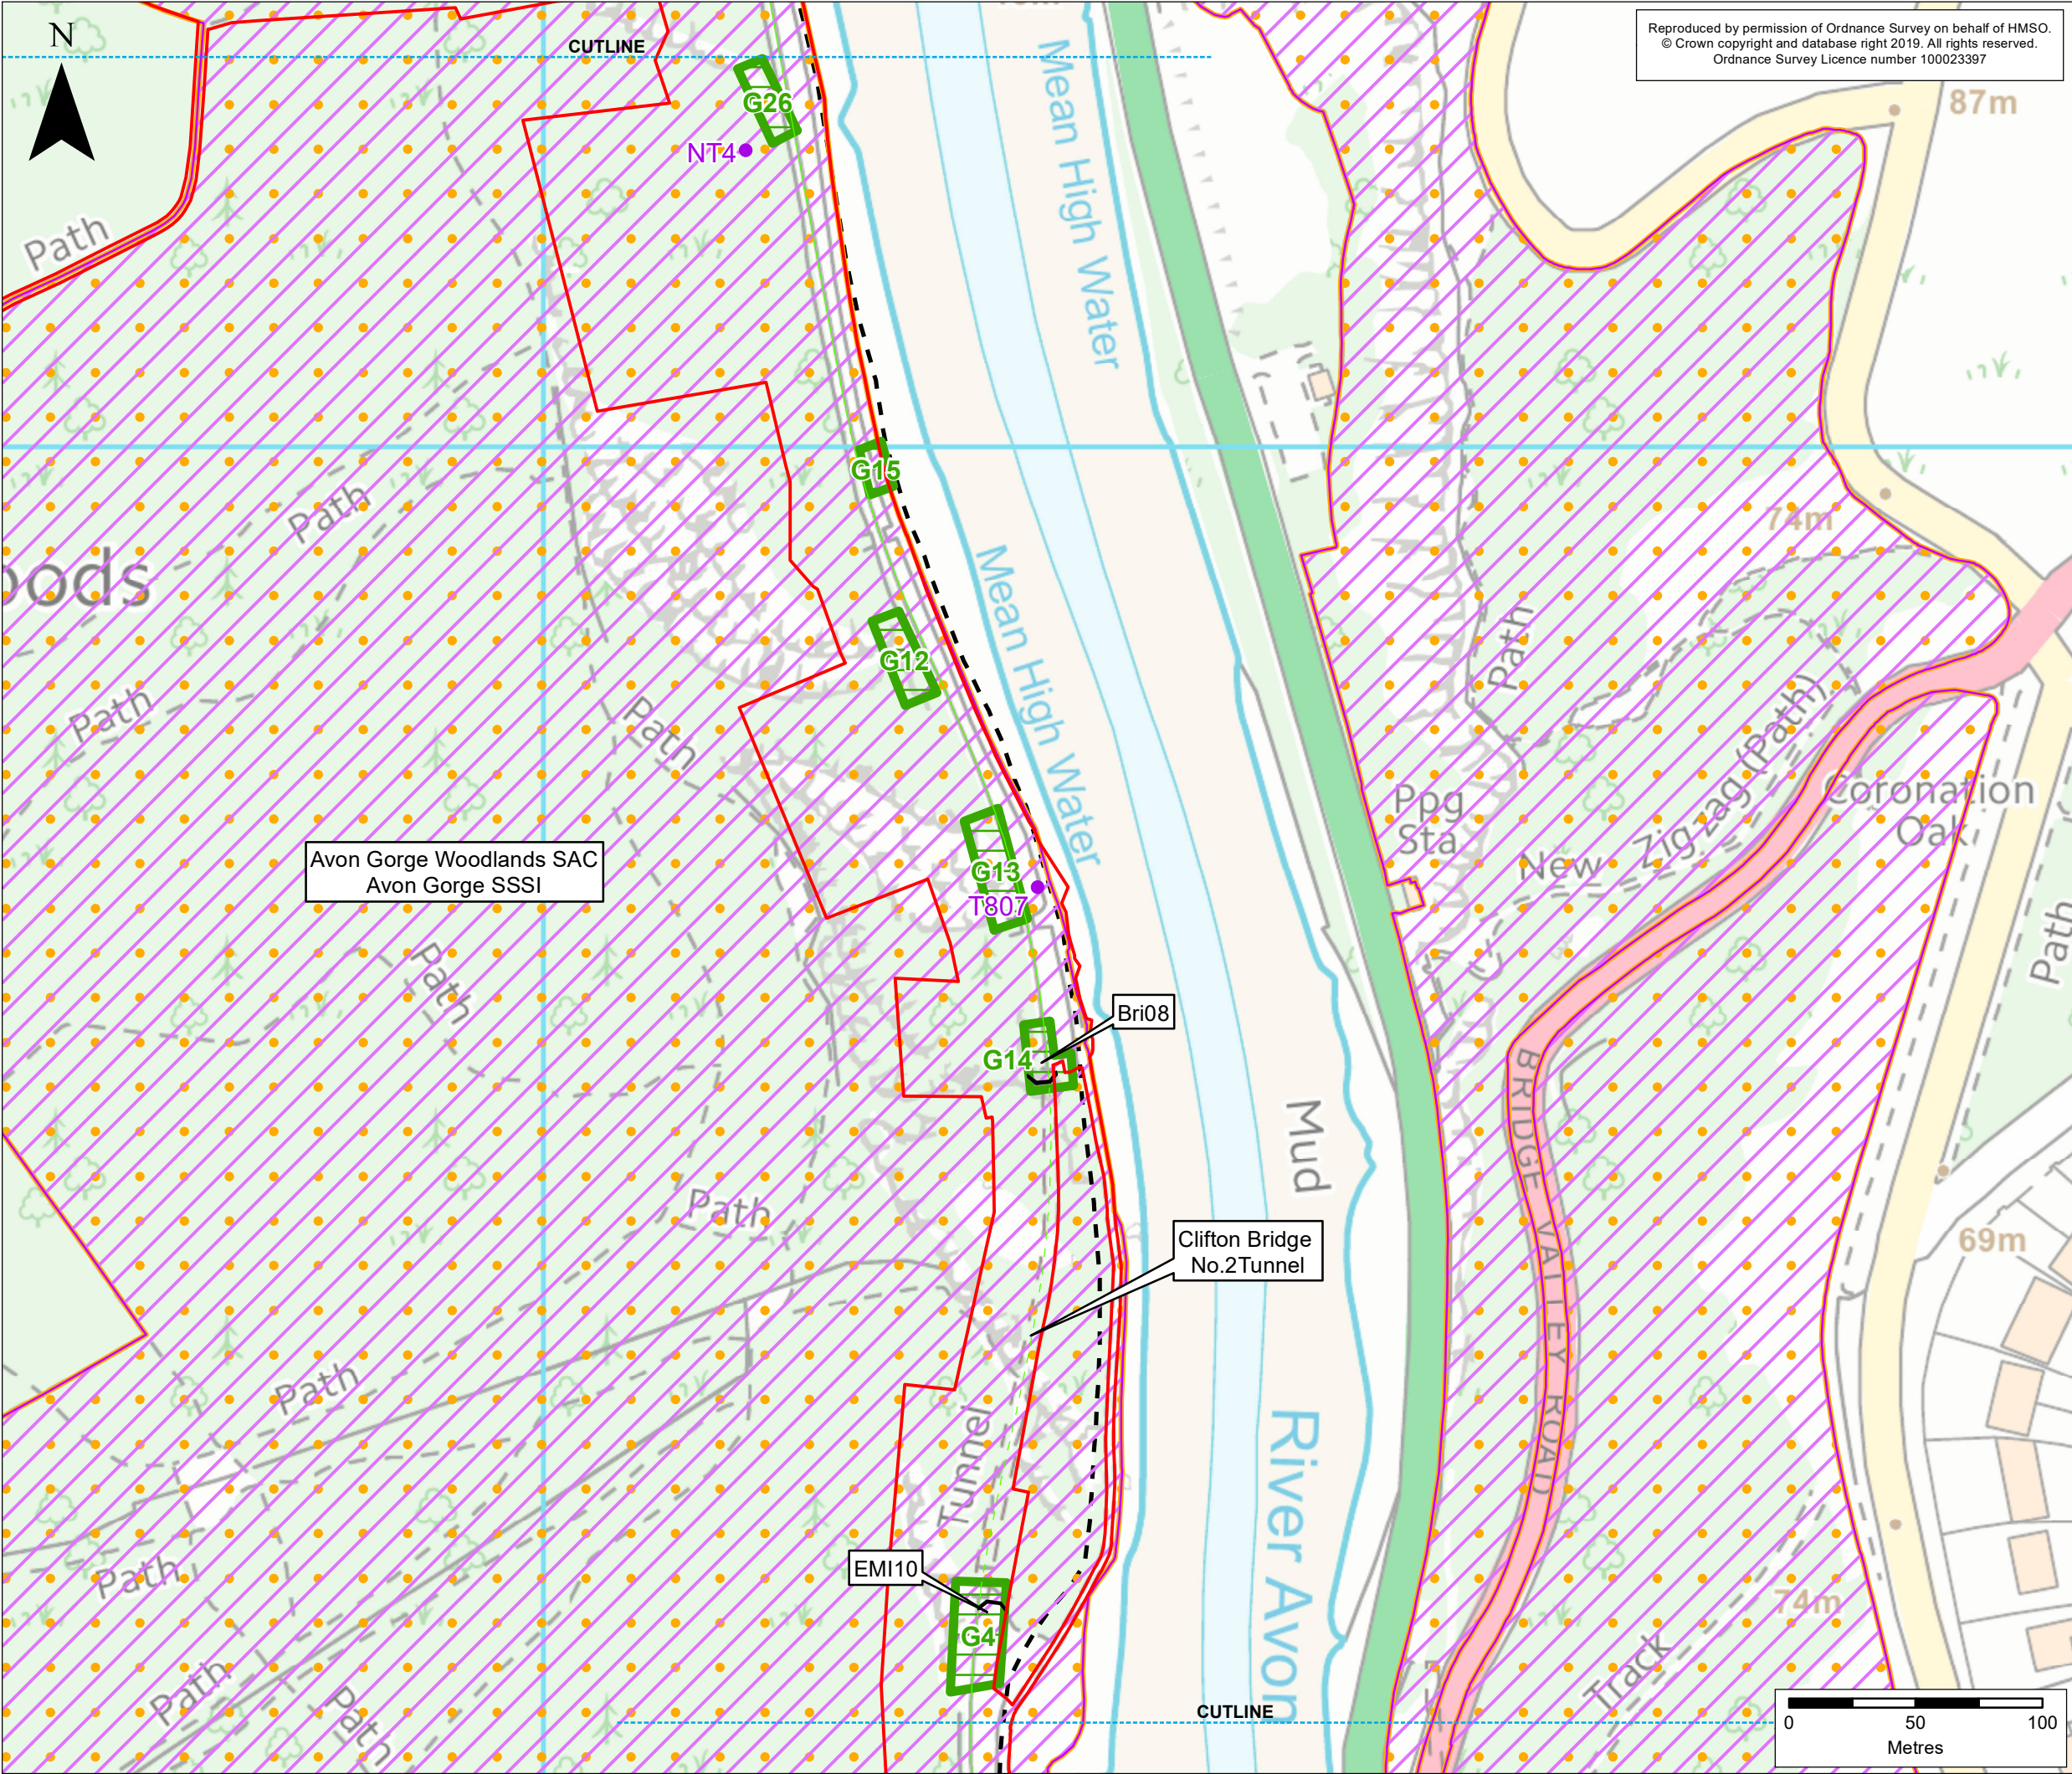 N
CUTLINE
Reproduced by permission of Ordnance Survey on behalf of HMSO.
© Crown copyright and database right 2019. All rights reserved.
Ordnance Survey Licence number 100023397
G26
87m
NT4
Mean High Water
Path
G15
Path
74m
oods
Mean High Water
G12
Path
Path
Path
Ppg
Sta
New Zig zag (Path)
Coronation
Oak
Avon Gorge Woodlands SAC
Avon Gorge SSSI
G13
T807
Path
Path
Bri08
G14
BRIDGE VALLEY ROAD
Mud
Path
Clifton Bridge
No.2Tunnel
69m
Path
Tunnel
River Avon
EMI10
Path
G4
74m
Path
Path
Track
CUTLINE
0 50 100
Metres